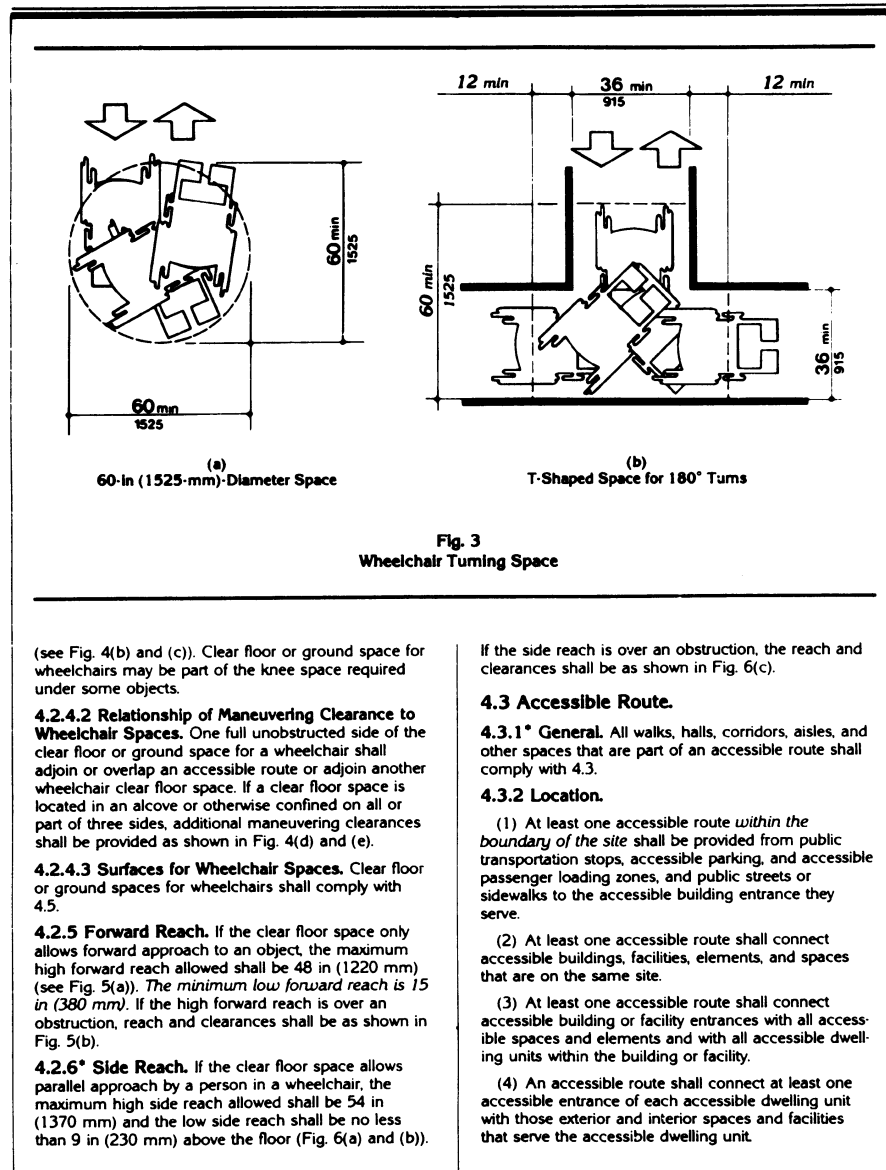 12 min 36 min 12 min
915
60 min
1525
60 min
1525
60 min
1525
36 min
915
(a)
60-in (1525-mm)-Diameter Space
(b)
T-Shaped Space for 180° Turns
Fig. 3
Wheelchair Turning Space
(see Fig. 4(b) and (c)). Clear floor or ground space for
wheelchairs may be part of the knee space required
under some objects.
4.2.4.2 Relationship of Maneuvering Clearance to
Wheelchair Spaces. One full unobstructed side of the
clear floor or ground space for a wheelchair shall
adjoin or overlap an accessible route or adjoin another
wheelchair clear floor space. If a clear floor space is
located in an alcove or otherwise confined on all or
part of three sides, additional maneuvering clearances
shall be provided as shown in Fig. 4(d) and (e).
4.2.4.3 Surfaces for Wheelchair Spaces. Clear floor
or ground spaces for wheelchairs shall comply with
4.5.
4.2.5 Forward Reach. If the clear floor space only
allows forward approach to an object, the maximum
high forward reach allowed shall be 48 in (1220 mm)
(see Fig. 5(a)). The minimum low forward reach is 15
in (380 mm). If the high forward reach is over an
obstruction, reach and clearances shall be as shown in
Fig. 5(b).
4.2.6* Side Reach. If the clear floor space allows
parallel approach by a person in a wheelchair, the
maximum high side reach allowed shall be 54 in
(1370 mm) and the low side reach shall be no less
than 9 in (230 mm) above the floor (Fig. 6(a) and (b)).
If the side reach is over an obstruction, the reach and
clearances shall be as shown in Fig. 6(c).
4.3 Accessible Route.
4.3.1* General. All walks, halls, corridors, aisles, and
other spaces that are part of an accessible route shall
comply with 4.3.
4.3.2 Location.
(1) At least one accessible route within the
boundary of the site shall be provided from public
transportation stops, accessible parking, and accessible
passenger loading zones, and public streets or
sidewalks to the accessible building entrance they
serve.
(2) At least one accessible route shall connect
accessible buildings, facilities, elements, and spaces
that are on the same site.
(3) At least one accessible route shall connect
accessible building or facility entrances with all access-
ible spaces and elements and with all accessible dwell-
ing units within the building or facility.
(4) An accessible route shall connect at least one
accessible entrance of each accessible dwelling unit
with those exterior and interior spaces and facilities
that serve the accessible dwelling unit.